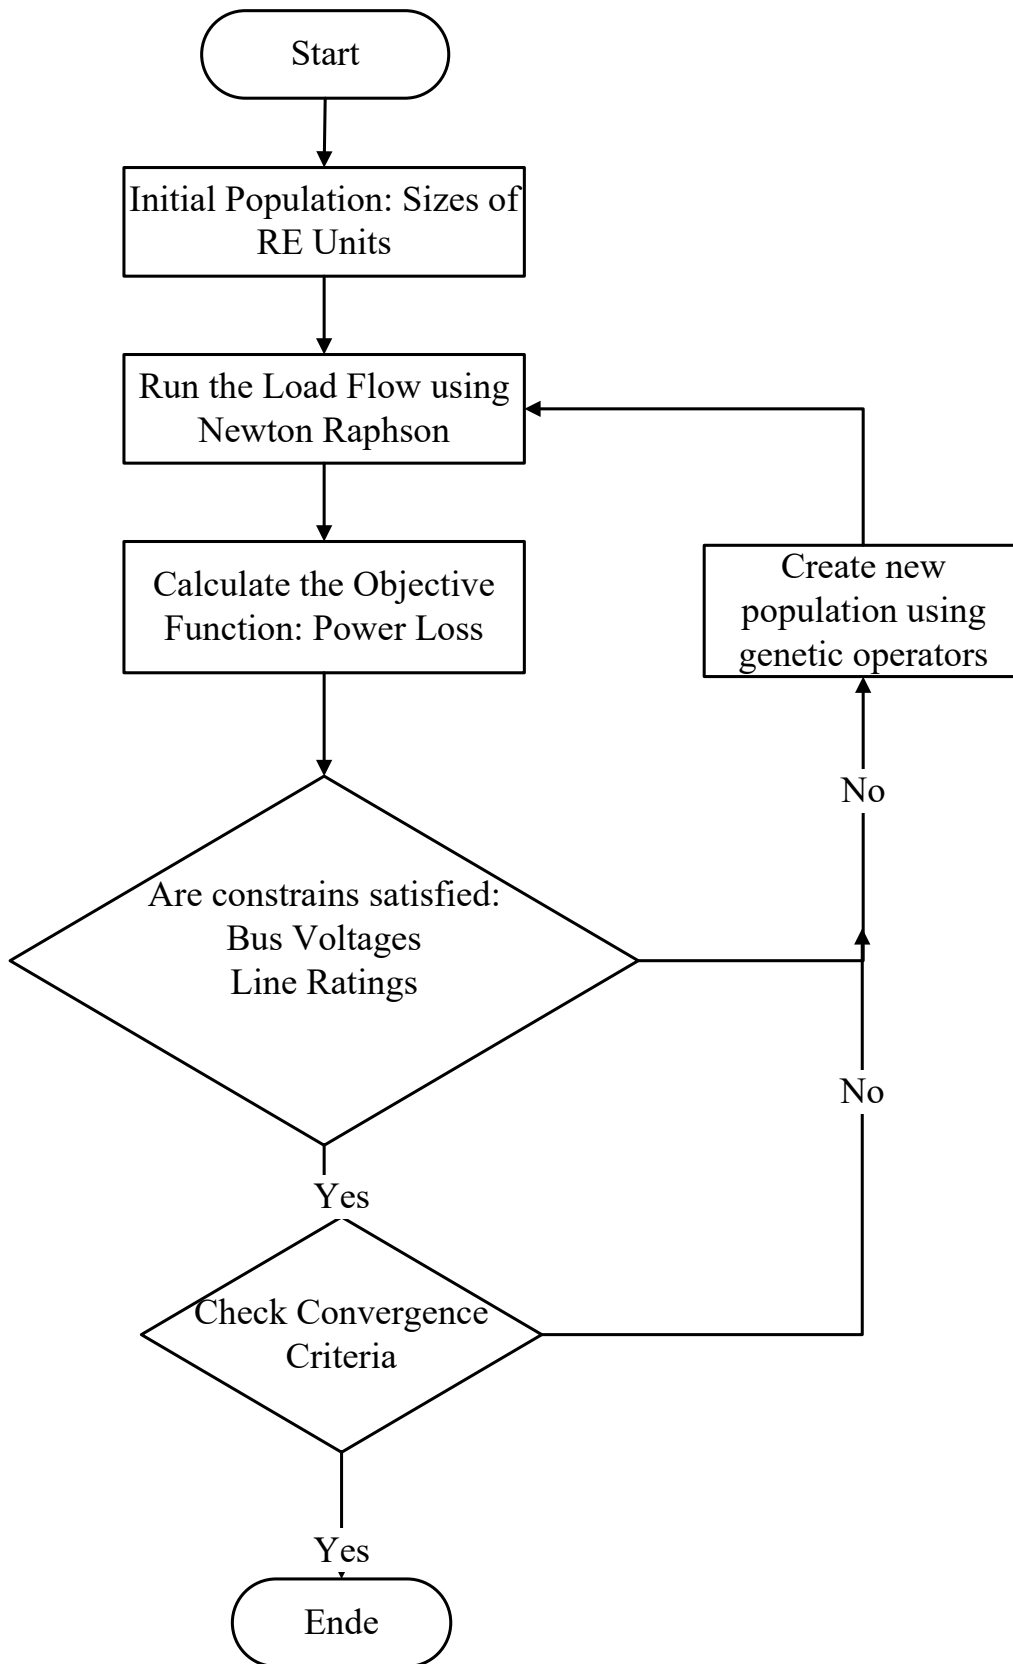 Start
Initial Population: Sizes of
RE Units
Run the Load Flow using
Newton Raphson
Calculate the Objective
Function: Power Loss
Create new
population using
genetic operators
No
Are constrains satisfied:
Bus Voltages
Line Ratings
No
Yes
Check Convergence
Criteria
Yes
Ende